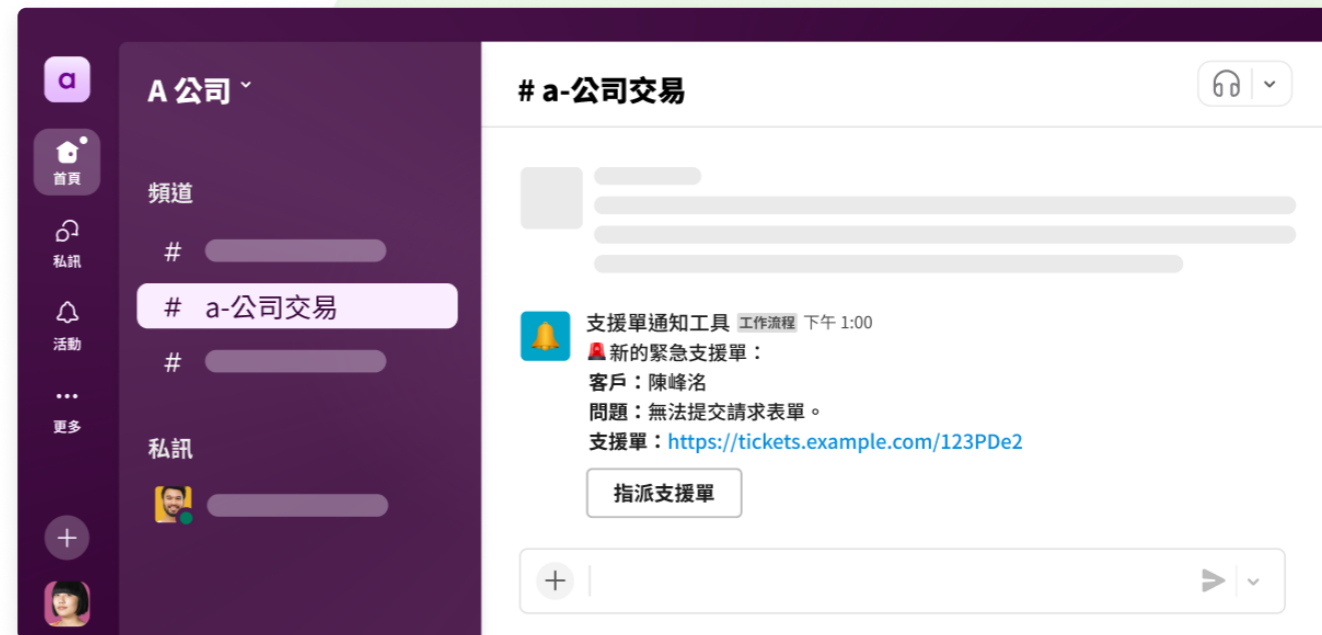 a
首頁
私訊
活動
更多
A 公司
頻道
#
# a-公司交易
#
私訊
# a-公司交易
支援單通知工具 工作流程 下午 1:00
🚨新的緊急支援單：
客戶：陳峰洺
問題：無法提交請求表單。
支援單：https://tickets.example.com/123PDe2
指派支援單